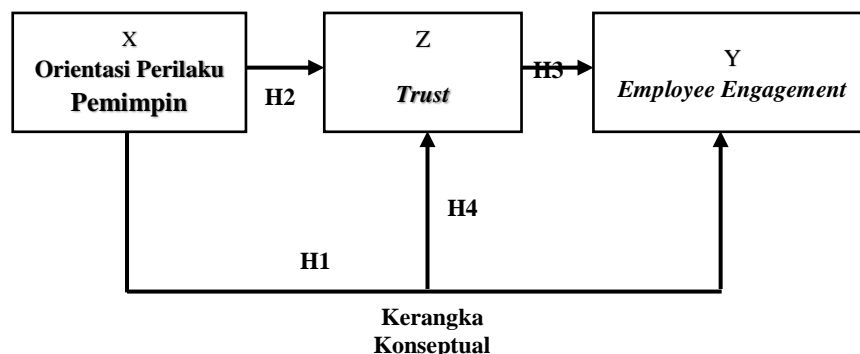 X
Orientasi Perilaku
Pemimpin
H2
Z
Trust
H3
Y
Employee Engagement
H4
H1
Kerangka
Konseptual